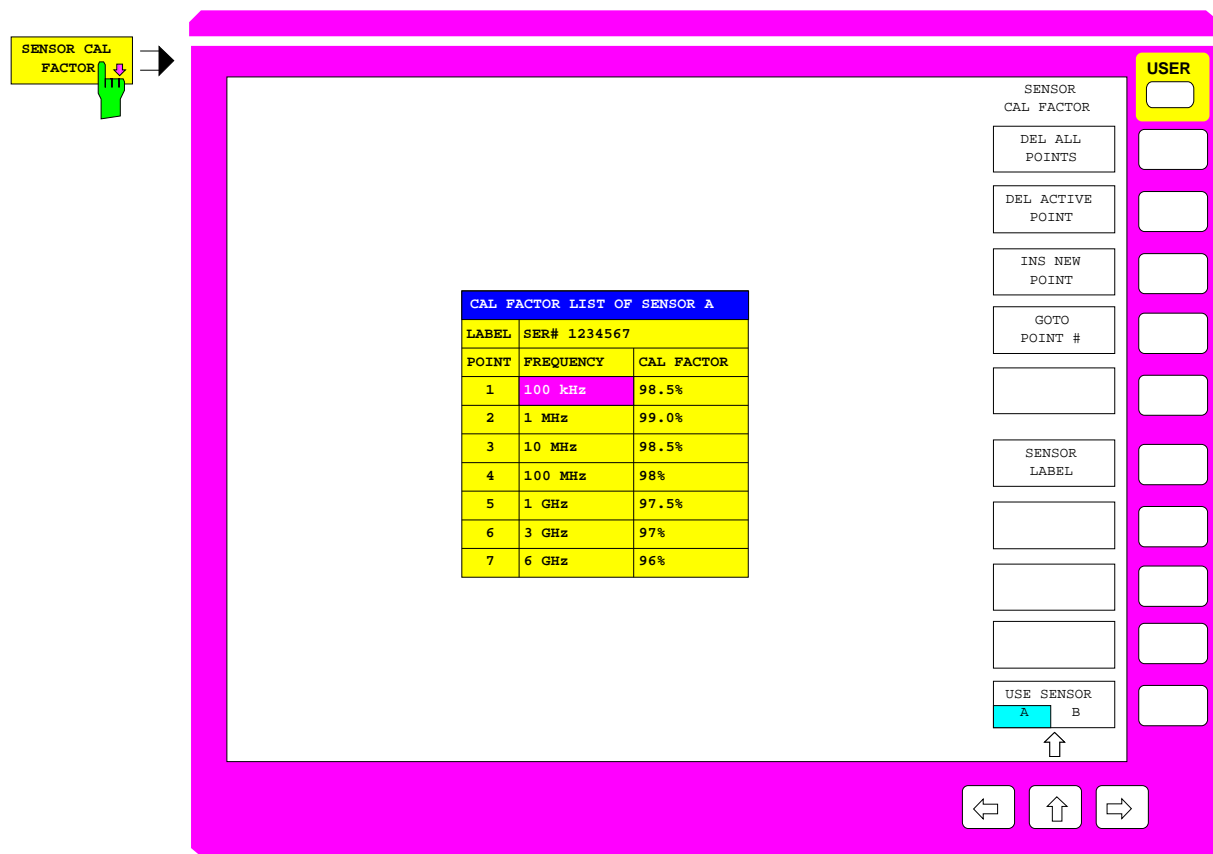 SENSOR CAL
FACTOR
USER
SENSOR
CAL FACTOR
DEL ALL
POINTS
DEL ACTIVE
POINT
INS NEW
POINT
GOTO
POINT #
SENSOR
LABEL
USE SENSOR
A B
CAL FACTOR LIST OF SENSOR A
LABEL SER# 1234567
POINT FREQUENCY CAL FACTOR
1 100 kHz 98.5%
2 1 MHz 99.0%
3 10 MHz 98.5%
4 100 MHz 98%
5 1 GHz 97.5%
6 3 GHz 97%
7 6 GHz 96%